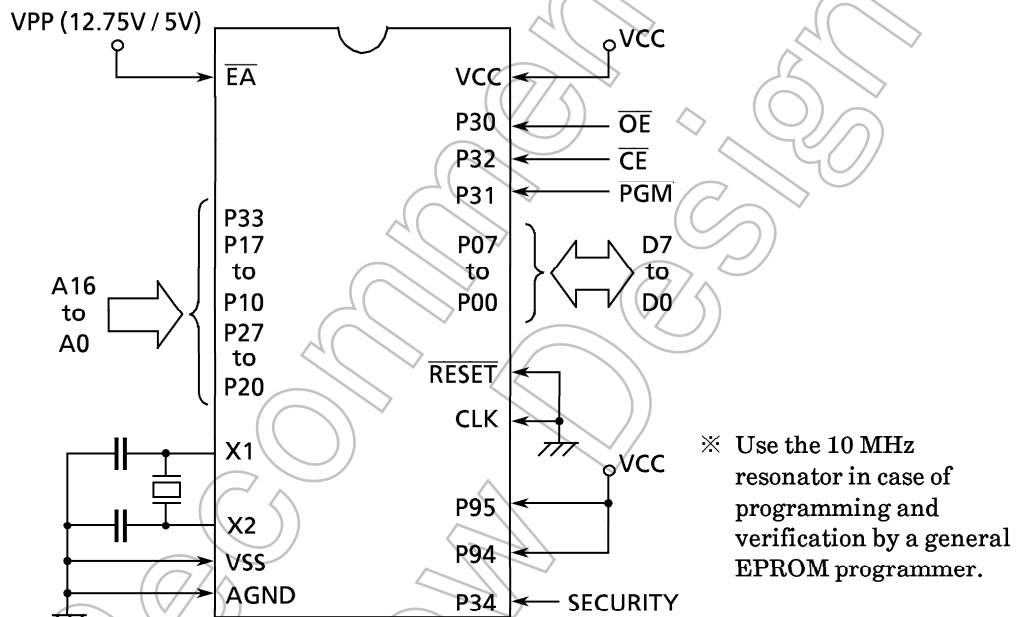 VPP (12.75V / 5V)
EA
P33
P17
to
P10
P27
to
P20
A16
to
A0
X1
X2
VSS
AGND
VCC
VCC
P30
OE
P32
CE
P31
PGM
P07
to
P00
D7
to
D0
RESET
CLK
VCC
P95
P94
P34
SECURITY
※ Use the 10 MHz
resonator in case of
programming and
verification by a general
EPROM programmer.
ecommen
w Design